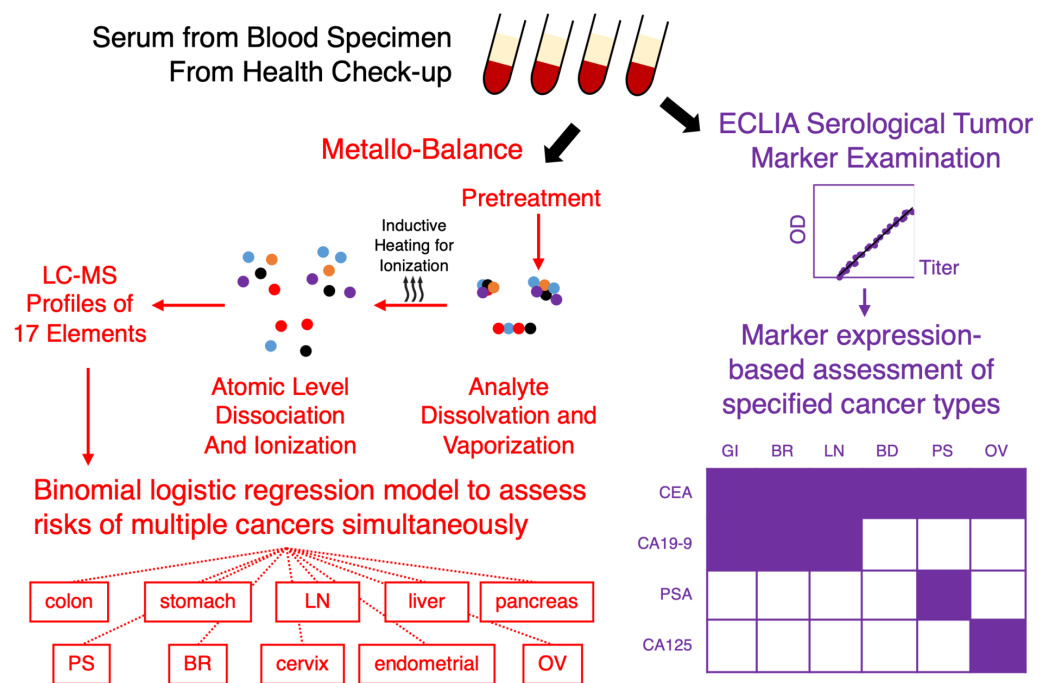 Serum from Blood Specimen
From Health Check-up
Metallo-Balance
Pretreatment
Inductive
Heating for
Ionization
LC-MS
Profiles of
17 Elements
Atomic Level
Dissociation
And Ionization
Analyte
Dissolvation and
Vaporization
Binomial logistic regression model to assess
risks of multiple cancers simultaneously
colon stomach LN liver pancreas
PS BR cervix endometrial OV
ECLIA Serological Tumor
Marker Examination
OD
Titer
Marker expression-
based assessment of
specified cancer types
GI BR LN BD PS OV
CEA
CA19-9
PSA
CA125